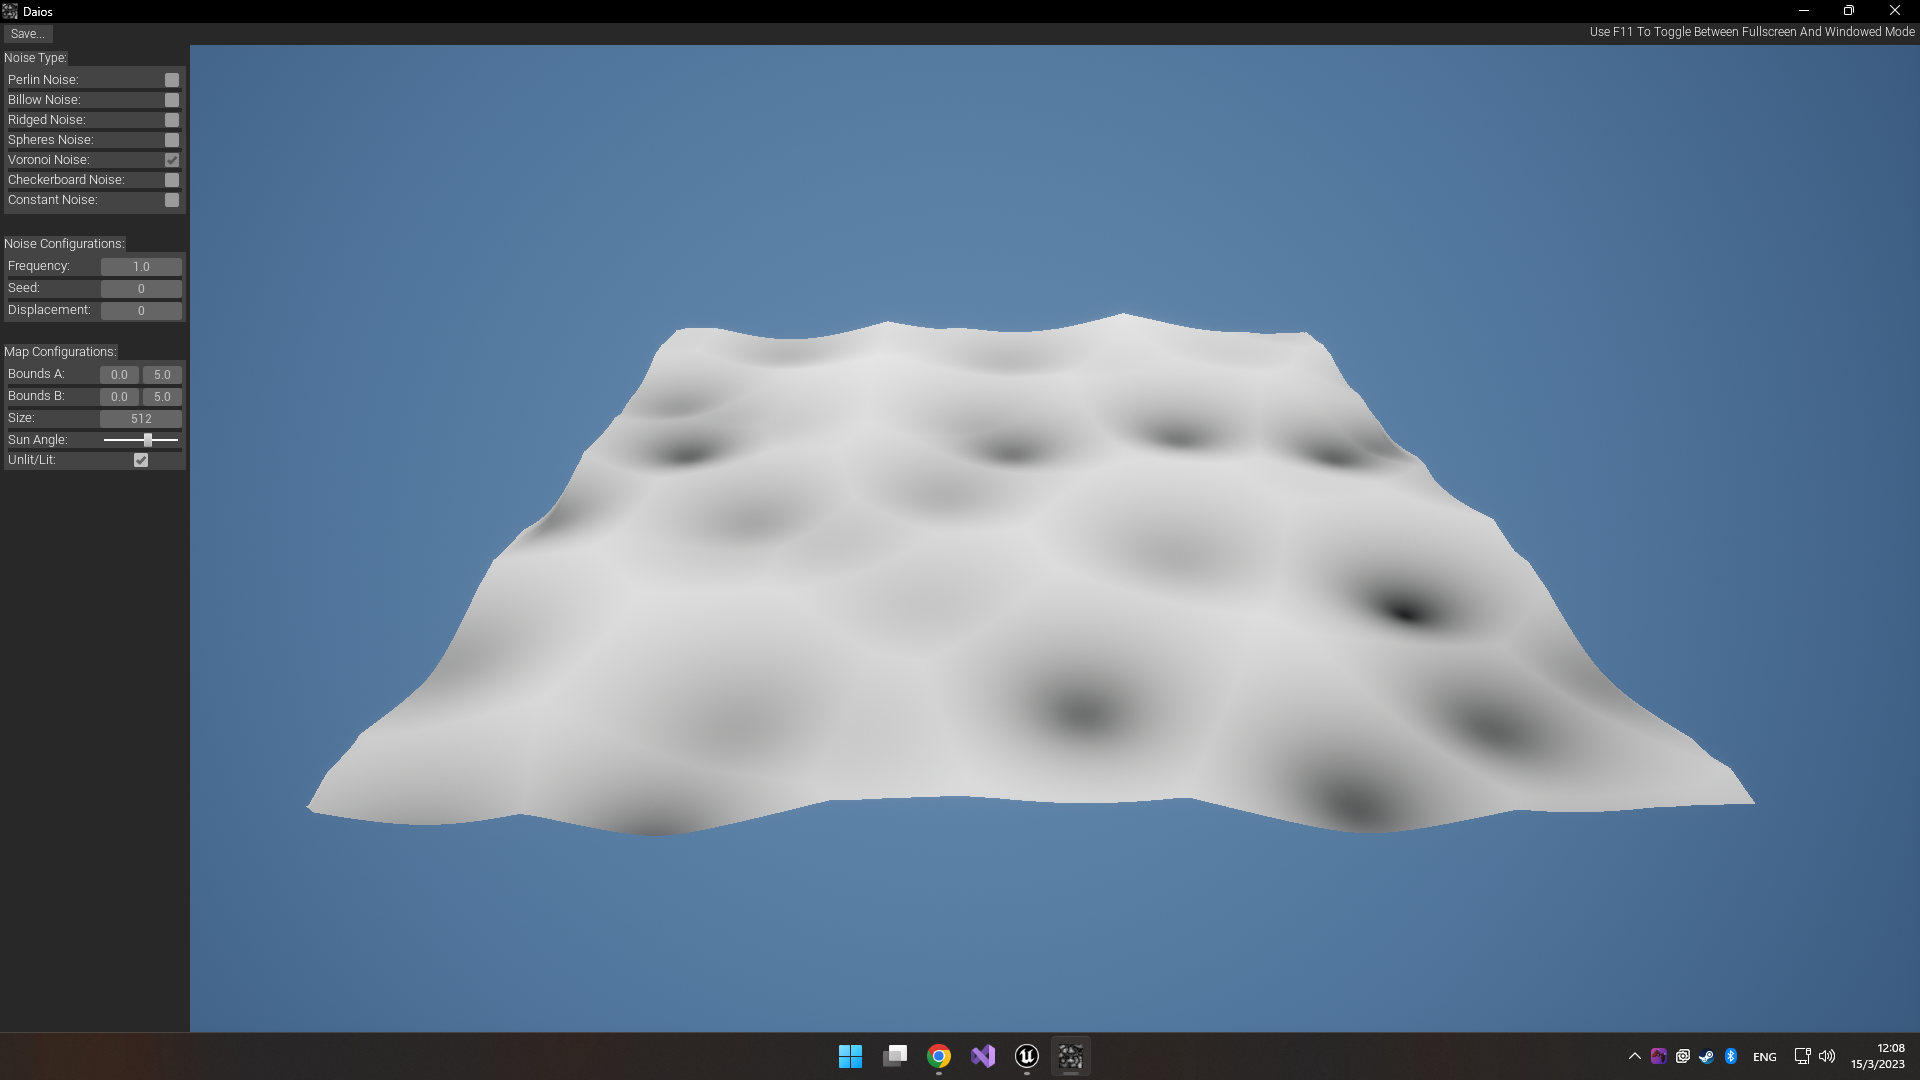 Daios
Save...
Use F11 To Toggle Between Fullscreen And Windowed Mode
Noise Type:
Perlin Noise:
Billow Noise:
Ridged Noise:
Spheres Noise:
Voronoi Noise:
Checkerboard Noise:
Constant Noise:
Noise Configurations:
Frequency: 1.0
Seed: 0
Displacement: 0
Map Configurations:
Bounds A: 0.0 5.0
Bounds B: 0.0 5.0
Size: 512
Sun Angle:
Unlit/Lit:
ENG
12:08
15/3/2023